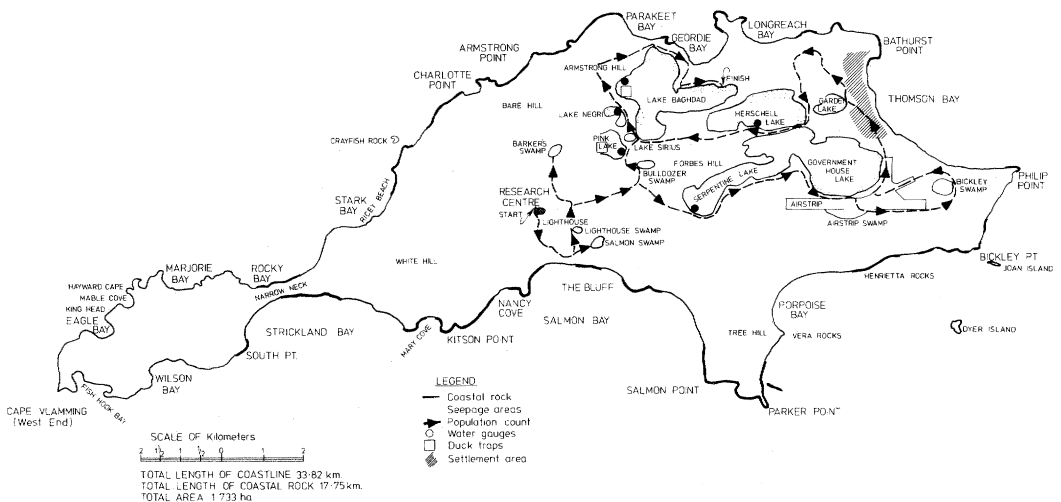 PARAKEET
BAY
LONGREACH
BAY
GEORDIE
BAY
BATHURST
POINT
ARMSTRONG
POINT
ARMSTRONG HILL
FINISH
CHARLOTTE
POINT
LAKE BAGHDAD
THOMSON BAY
BARE HILL
GARDEN
LAKE
LAKE NEGRI
HERSCHELL
LAKE
CRAYFISH ROCK
BARKERS
SWAMP
PINK
LAKE
LAKE SIRIUS
FORBES HILL
GOVERNMENT
HOUSE
LAKE
BULLDOZER
SWAMP
PHILIP
POINT
BICKLEY
SWAMP
SERPENTINE LAKE
STARK
BAY
RICEY BEACH
RESEARCH
CENTRE
START
LIGHTHOUSE
AIRSTRIP
AIRSTRIP SWAMP
LIGHTHOUSE SWAMP
SALMON SWAMP
WHITE HILL
BICKLEY PT
JOAN ISLAND
MARJORIE
BAY
ROCKY
BAY
HENRIETTA ROCKS
HAYWARD CAPE
MABLE COVE
KING HEAD
EAGLE
BAY
NARROW NECK
THE BLUFF
NANCY
COVE
SALMON BAY
PORPOISE
BAY
STRICKLAND BAY
MARY COVE
KITSON POINT
TREE HILL
VERA ROCKS
DYER ISLAND
SOUTH PT.
WILSON
BAY
FISH HOOK BAY
SALMON POINT
PARKER POINT
CAPE VLAMMING
(West End)
LEGEND
Coastal rock
Seepage areas
Population count
Water gauges
Duck traps
Settlement area
SCALE OF Kilometers
2 1½ 1 ½ 0 1 2
TOTAL LENGTH OF COASTLINE 33·82 km.
TOTAL LENGTH OF COASTAL ROCK 17·75km.
TOTAL AREA 1 733 ha